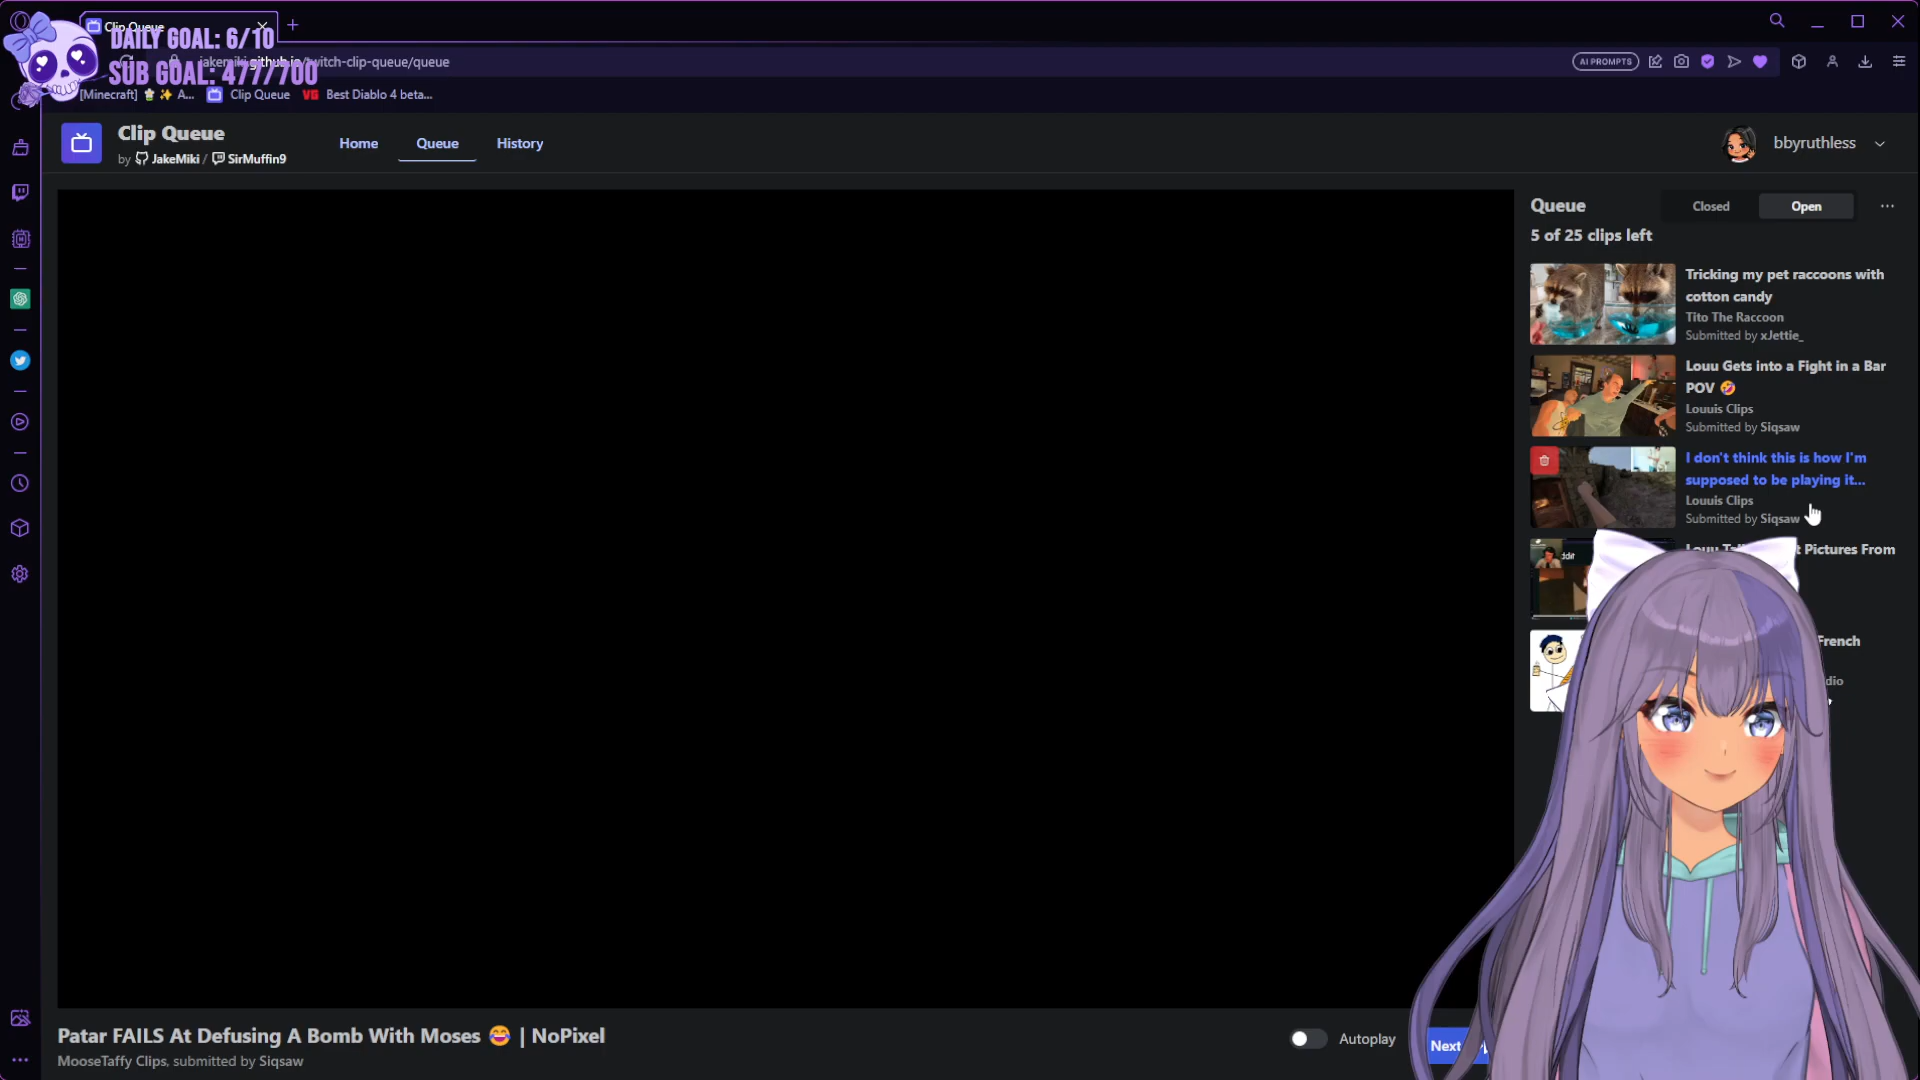 Clip Queue
DAILY GOAL: 6/10
SUB GOAL: 477/700
jakemiki.github.io/twitch-clip-queue/queue
AI PROMPTS
[Minecraft] A...
Clip Queue
VG Best Diablo 4 beta...
Clip Queue
by JakeMiki / SirMuffin9
Home
Queue
History
bbyruthless
Queue
Closed
Open
5 of 25 clips left
Tricking my pet raccoons with
cotton candy
Tito The Raccoon
Submitted by xJettie_
Louu Gets into a Fight in a Bar
POV 🤣
Louuis Clips
Submitted by Siqsaw
I don't think this is how I'm
supposed to be playing it...
Louuis Clips
Submitted by Siqsaw
Louu Pictures From
French
Patar FAILS At Defusing A Bomb With Moses 😂 | NoPixel
MooseTaffy Clips, submitted by Siqsaw
Autoplay
Next